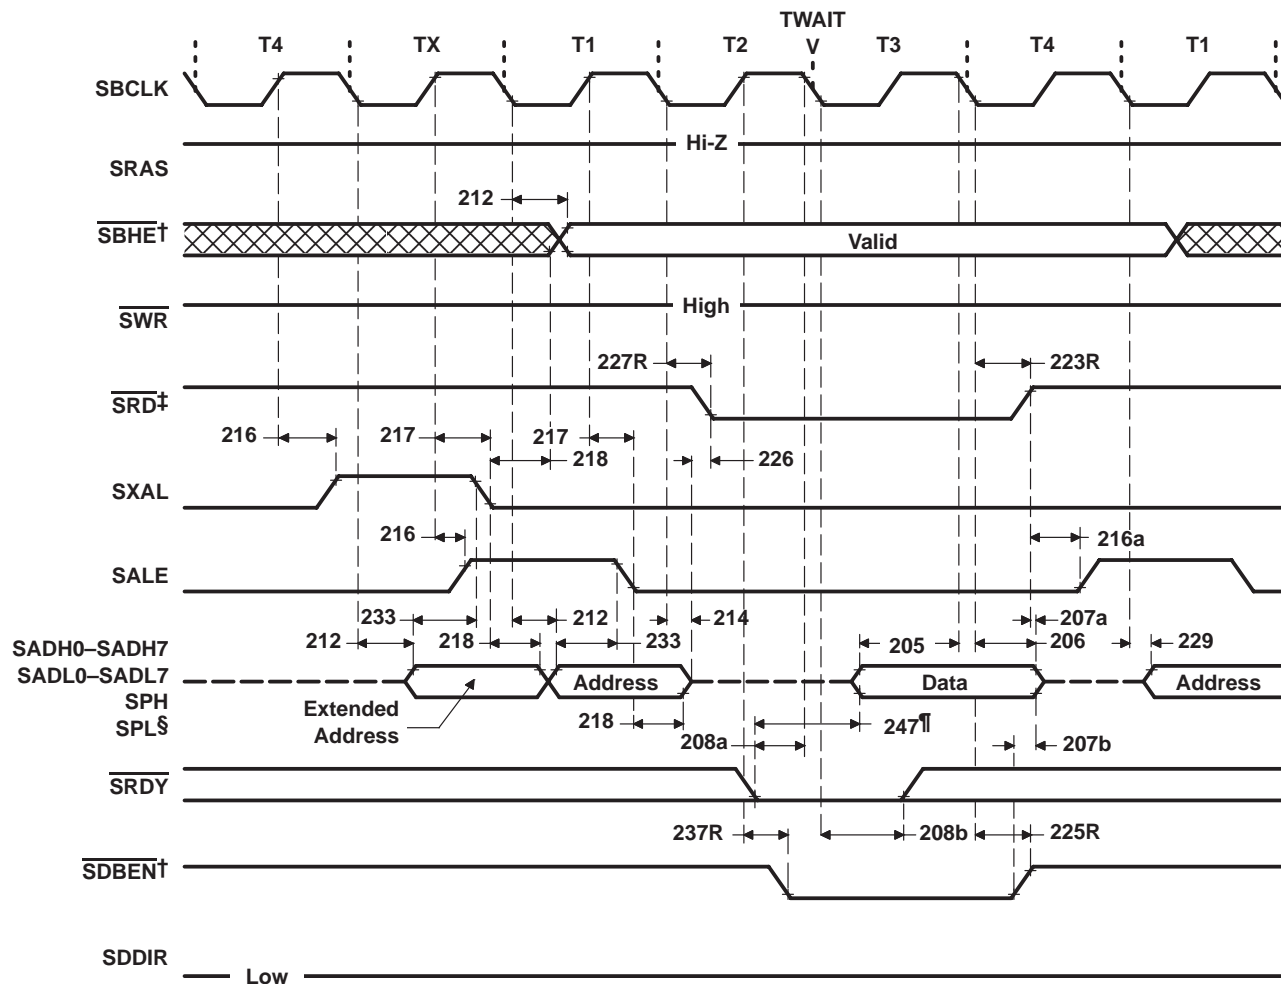 TWAIT
T4 TX T1 T2 V T3 T4 T1
SBCLK
Hi-Z
SRAS
212
SBHE†
Valid
SWR
High
227R 223R
SRD‡
216 217 217
218 226
SXAL
216 216a
SALE
233 212 214 207a
212 218 233 205 206 229
SADH0–SADH7
SADL0–SADL7
SPH
SPL§
Address Data Address
Extended
Address
218 247¶
208a 207b
SRDY
237R 208b 225R
SDBEN†
SDDIR
Low